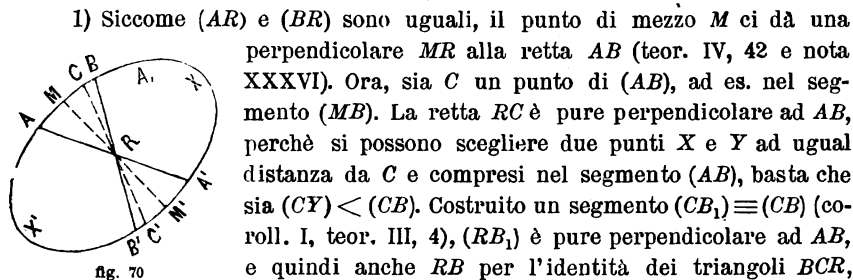 1) Siccome (AR) e (BR) sono uguali, il punto di mezzo M ci dà una
perpendicolare MR alla retta AB (teor. IV, 42 e nota
XXXVI). Ora, sia C un punto di (AB), ad es. nel seg-
mento (MB). La retta RC è pure perpendicolare ad AB,
perchè si possono scegliere due punti X e Y ad ugual
distanza da C e compresi nel segmento (AB), basta che
sia (CY) < (CB). Costruito un segmento (CB₁) ≡ (CB) (co-
roll. I, teor. III, 4), (RB₁) è pure perpendicolare ad AB,
e quindi anche RB per l'identità dei triangoli BCR,
A
M
C
B
A₁
X
R
A'
M'
C'
B'
X'
fig. 70